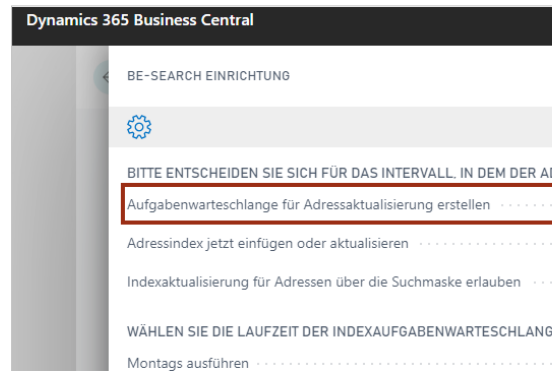 Dynamics 365 Business Central
BE-SEARCH EINRICHTUNG
BITTE ENTSCHEIDEN SIE SICH FÜR DAS INTERVALL, IN DEM DER
Aufgabenwarteschlange für Adressaktualisierung erstellen
Adressindex jetzt einfügen oder aktualisieren
Indexaktualisierung für Adressen über die Suchmaske erlauben
WÄHLEN SIE DIE LAUFZEIT DER INDEXAUFGABENWARTESCHLANG
Montags ausführen